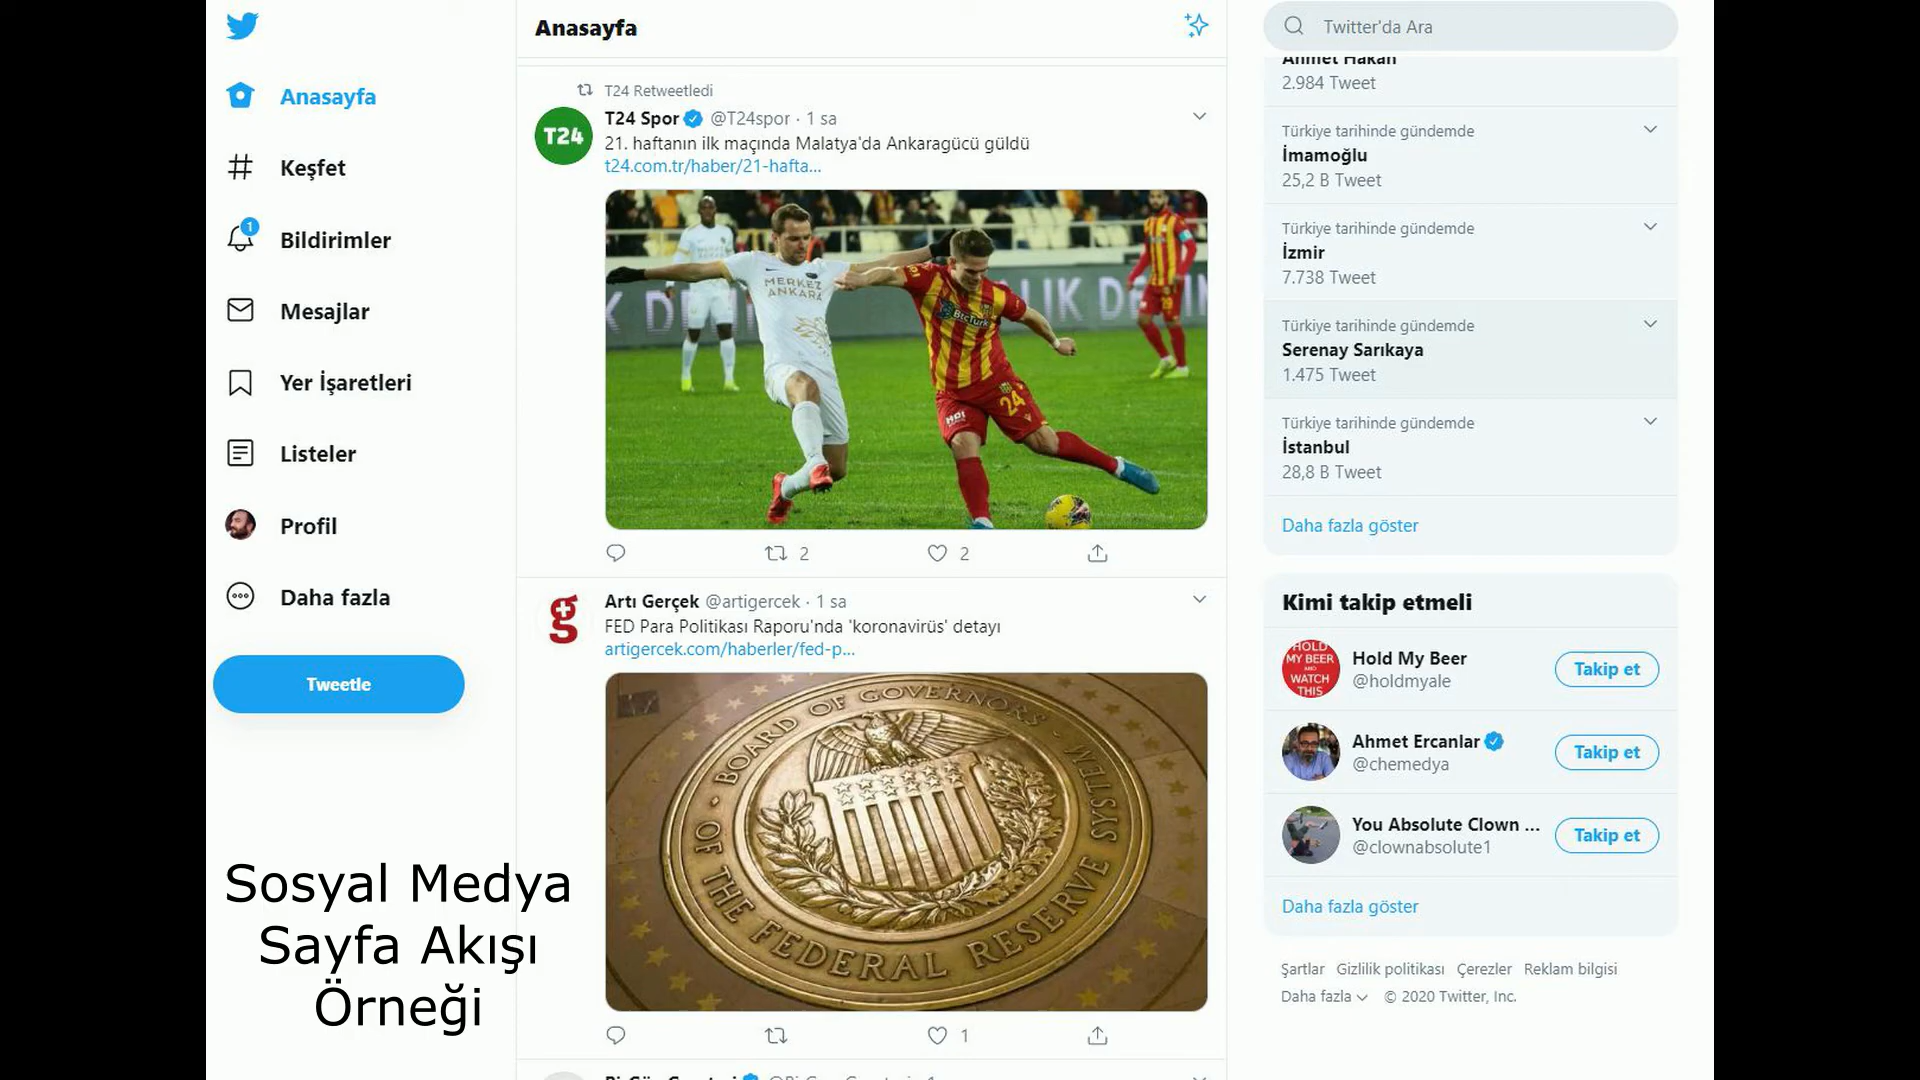 Anasayfa
Keşfet
1
Bildirimler
Mesajlar
Yer İşaretleri
Listeler
Profil
Daha fazla
Tweetle
Sosyal Medya
Sayfa Akışı
Örneği
Anasayfa
T24 Retweetledi
T24
T24 Spor @T24spor · 1 sa
21. haftanın ilk maçında Malatya'da Ankaragücü güldü
t24.com.tr/haber/21-hafta...
MERKEZ
ANKARA
BtcTurk
HDI
24
2 2
g
Artı Gerçek @artigercek · 1 sa
FED Para Politikası Raporu'nda 'koronavirüs' detayı
artigercek.com/haberler/fed-p...
BOARD OF GOVERNORS
OF THE FEDERAL RESERVE SYSTEM
1
Twitter'da Ara
Ahmet Hakan
2.984 Tweet
Türkiye tarihinde gündemde
İmamoğlu
25,2 B Tweet
Türkiye tarihinde gündemde
İzmir
7.738 Tweet
Türkiye tarihinde gündemde
Serenay Sarıkaya
1.475 Tweet
Türkiye tarihinde gündemde
İstanbul
28,8 B Tweet
Daha fazla göster
Kimi takip etmeli
HOLD
MY BEER
AND
WATCH
THIS
Hold My Beer
@holdmyale
Takip et
Ahmet Ercanlar
@chemedya
Takip et
You Absolute Clown ...
@clownabsolute1
Takip et
Daha fazla göster
Şartlar Gizlilik politikası Çerezler Reklam bilgisi
Daha fazla © 2020 Twitter, Inc.